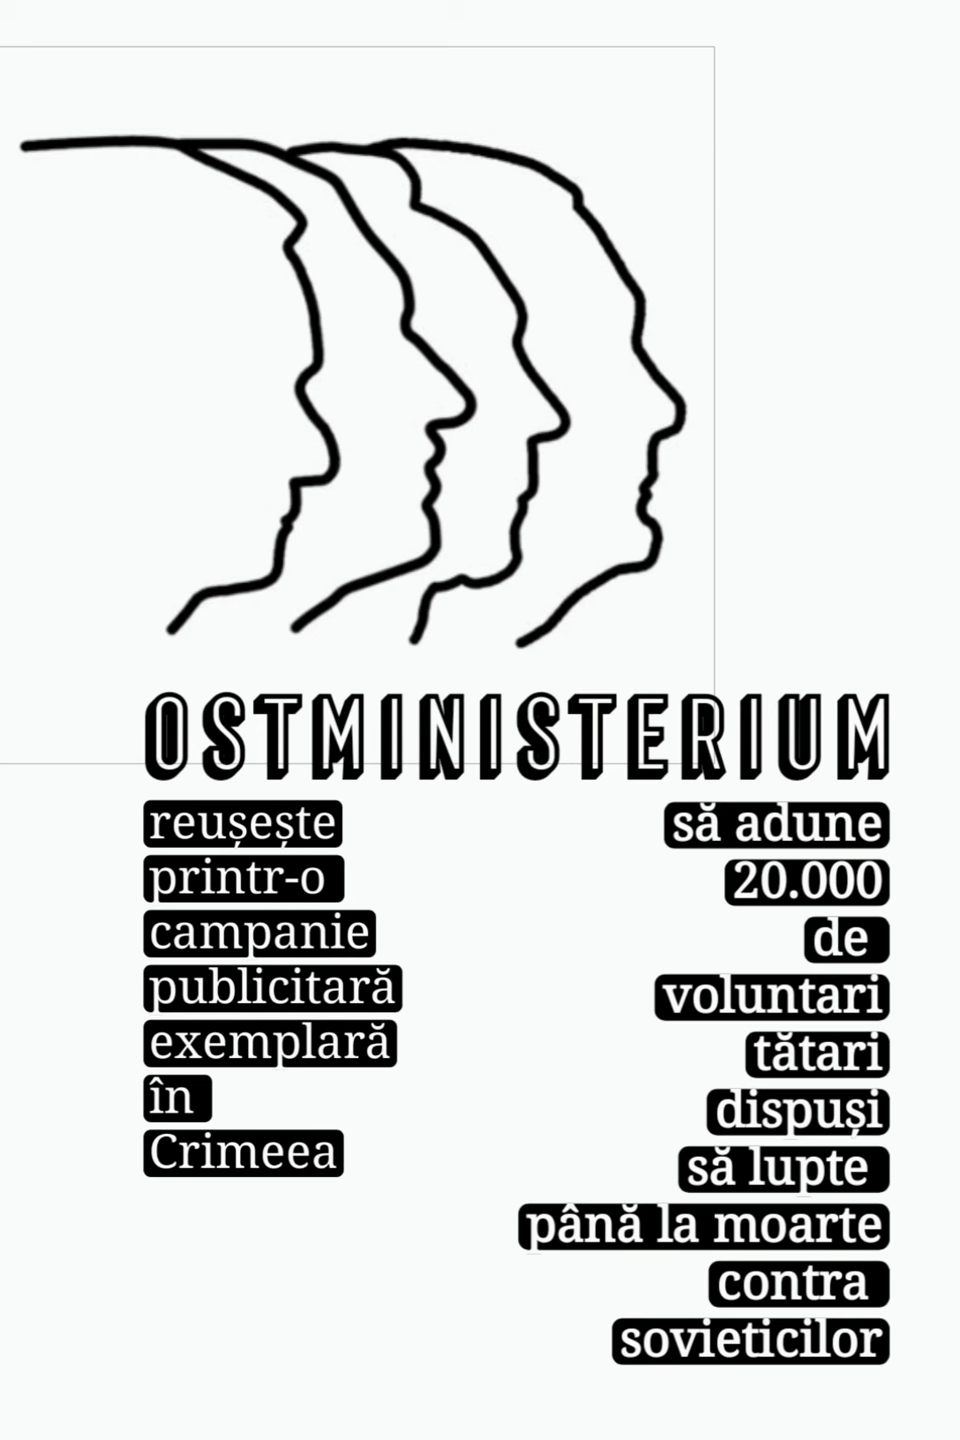 OSTMINISTERIUM
reușește
printr-o
campanie
publicitară
exemplară
în
Crimeea
să adune
20.000
de
voluntari
tătari
dispuși
să lupte
până la moarte
contra
sovieticilor